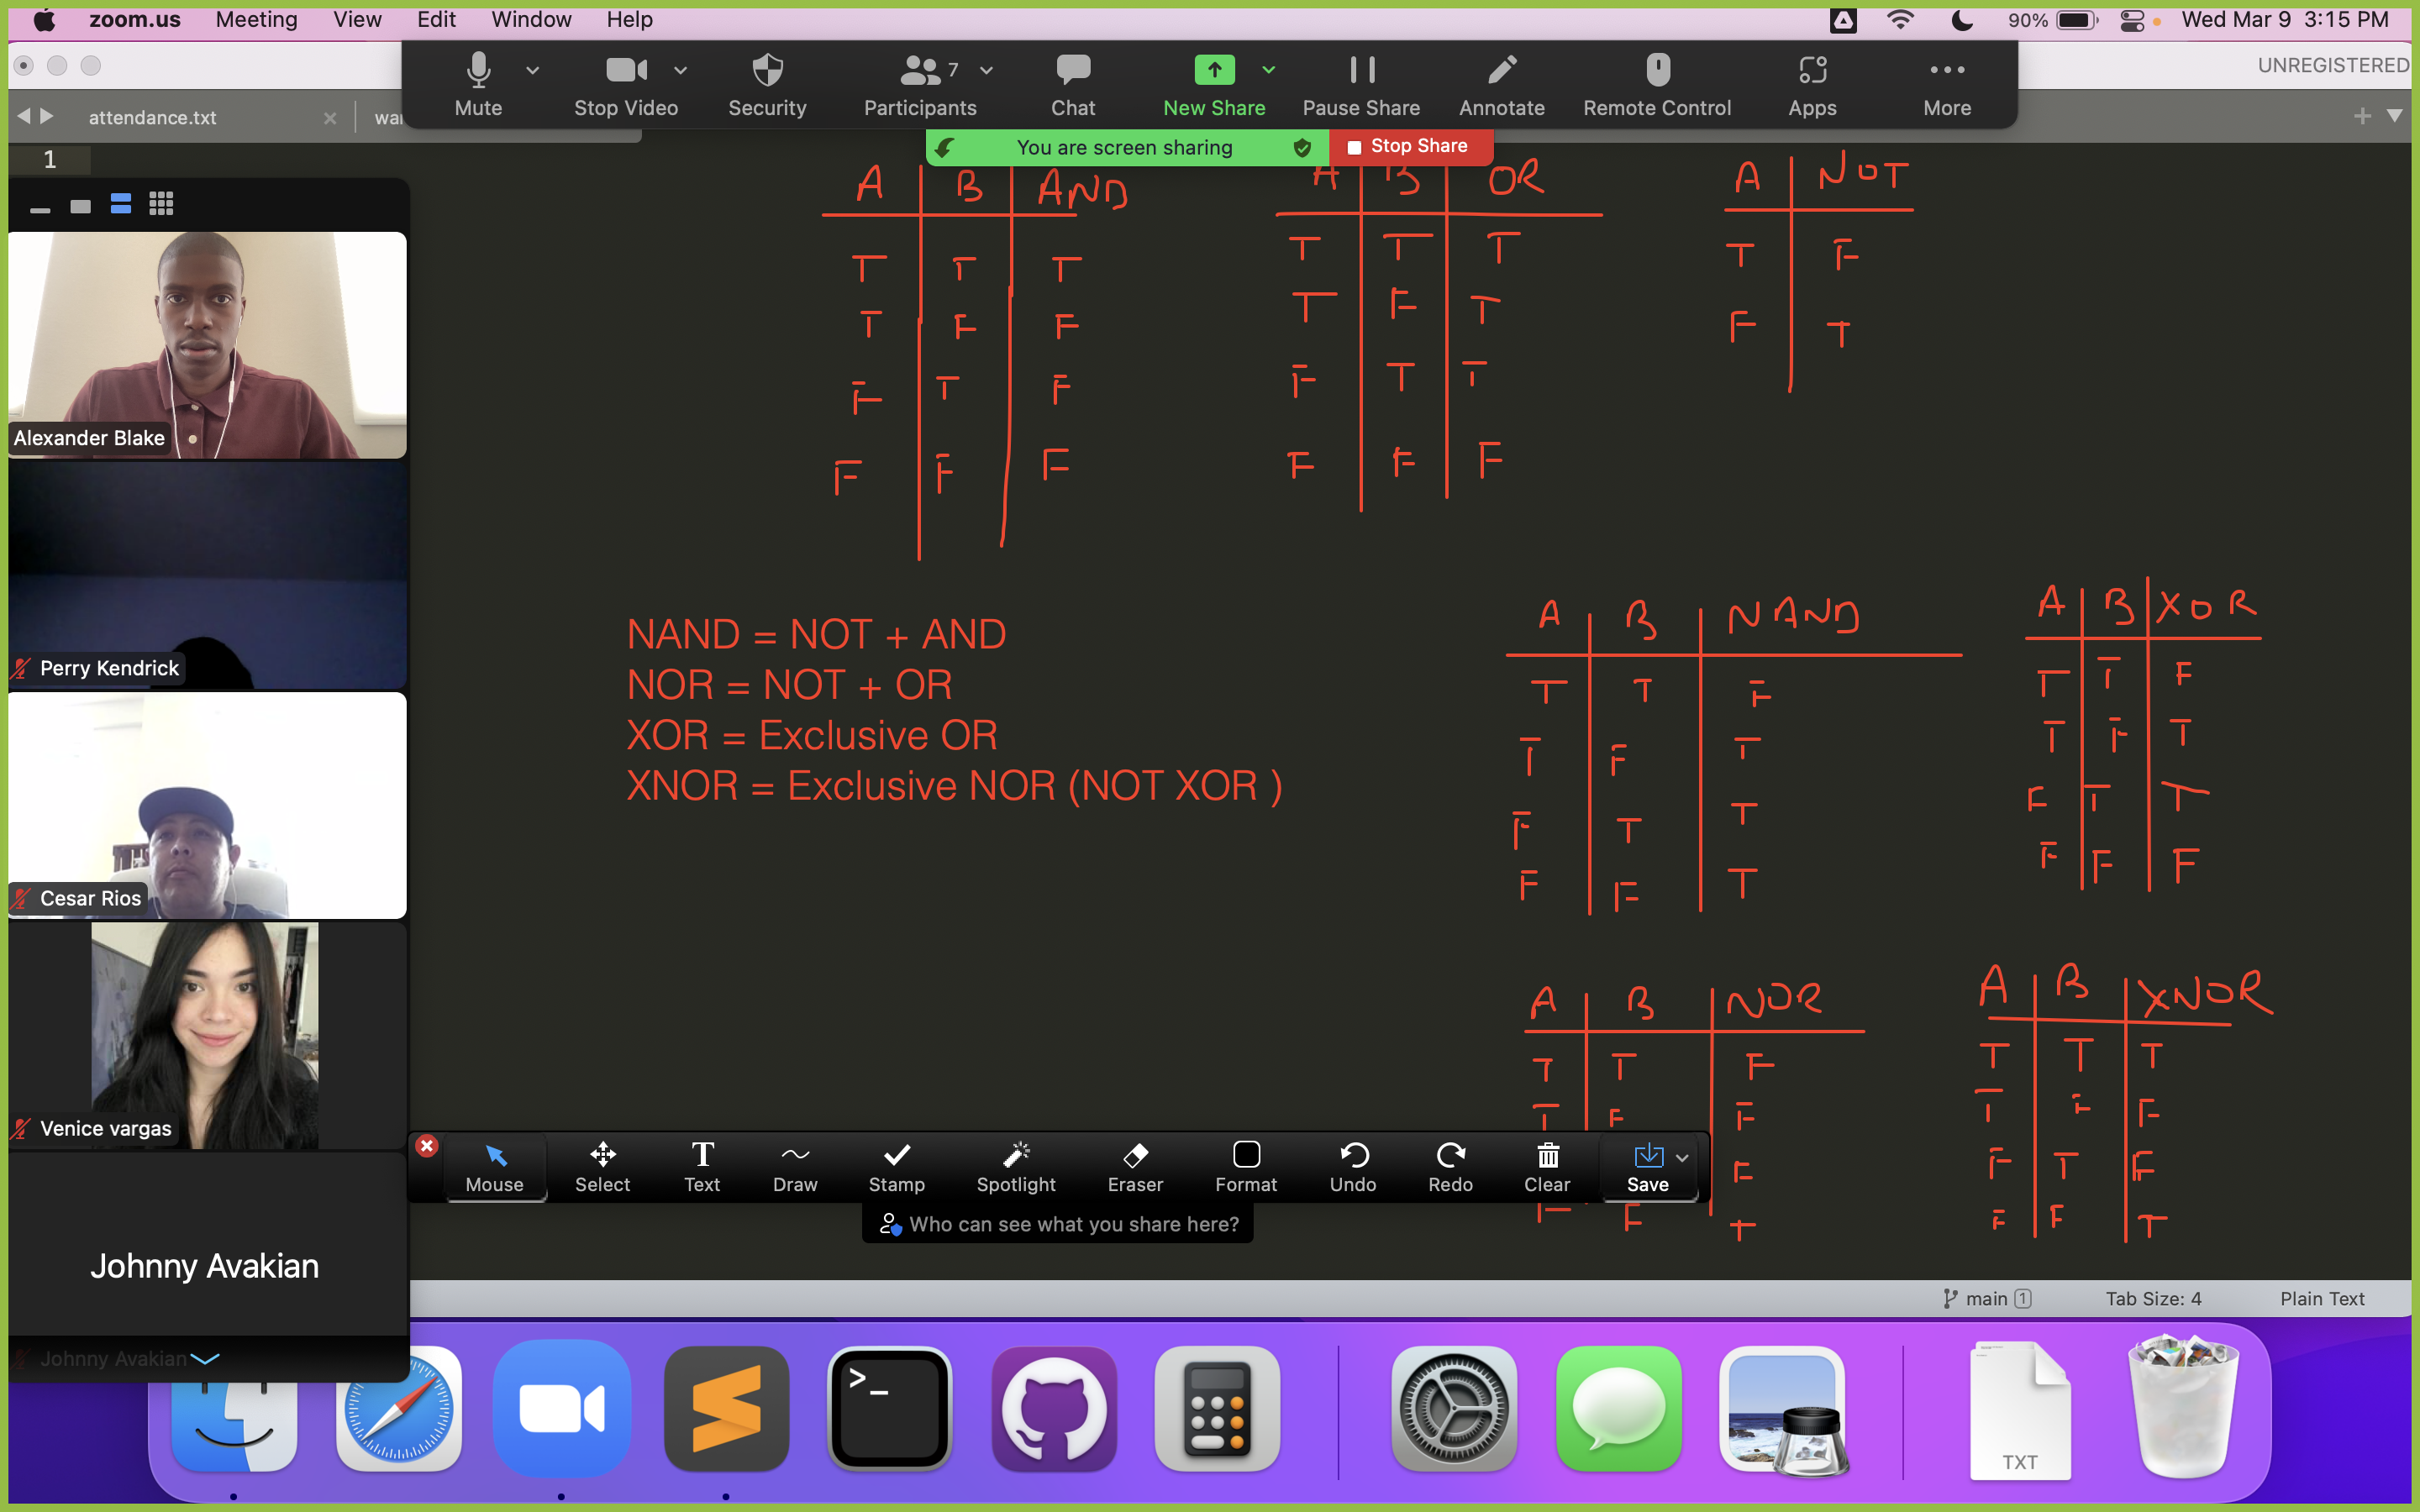 zoom.us Meeting View Edit Window Help 90% Wed Mar 9 3:15 PM
UNREGISTERED
Mute Stop Video Security Participants 7 Chat New Share Pause Share Annotate Remote Control Apps More
attendance.txt
You are screen sharing Stop Share
1
A B AND
T T T
T F F
F T F
F F F
A B OR
T T T
T F T
F T T
F F F
A NOT
T F
F T
Alexander Blake
Perry Kendrick
Cesar Rios
Venice vargas
Johnny Avakian
Johnny Avakian
NAND = NOT + AND
NOR = NOT + OR
XOR = Exclusive OR
XNOR = Exclusive NOR (NOT XOR )
A B NAND
T T F
T F T
F T T
F F T
A B XOR
T T F
T F T
F T T
F F F
A B NOR
T T F
T F F
F
F F T
A B XNOR
T T T
T F F
F T F
F F T
Mouse Select Text Draw Stamp Spotlight Eraser Format Undo Redo Clear Save
Who can see what you share here?
main 1 Tab Size: 4 Plain Text
TXT